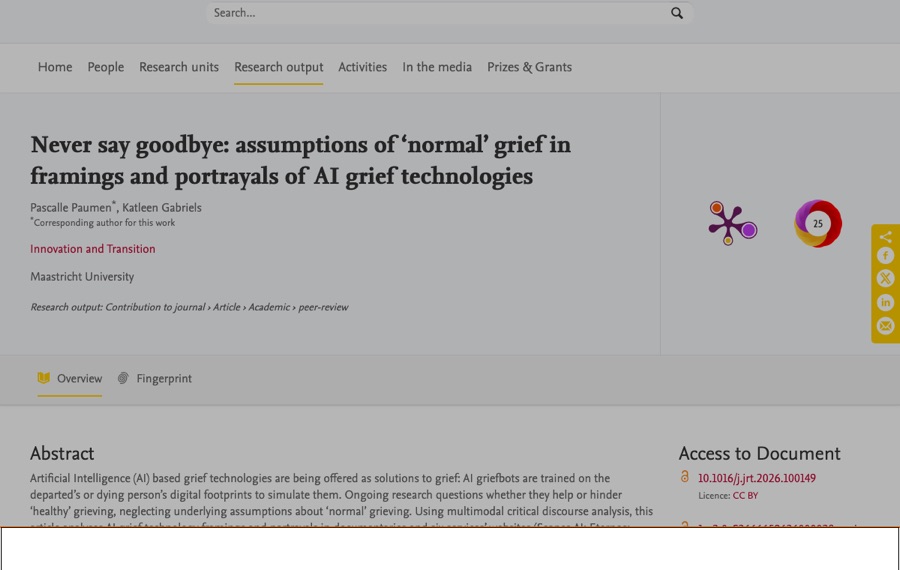 Search...
Home People Research units Research output Activities In the media Prizes & Grants
Never say goodbye: assumptions of ‘normal’ grief in
framings and portrayals of AI grief technologies
Pascalle Paumen*, Katleen Gabriels
*Corresponding author for this work
Innovation and Transition
Maastricht University
Research output: Contribution to journal › Article › Academic › peer-review
25
Overview Fingerprint
Abstract
Artificial Intelligence (AI) based grief technologies are being offered as solutions to grief: AI griefbots are trained on the
departed’s or dying person’s digital footprints to simulate them. Ongoing research questions whether they help or hinder
‘healthy’ grieving, neglecting underlying assumptions about ‘normal’ grieving. Using multimodal critical discourse analysis, this
Access to Document
10.1016/j.jrt.2026.100149
Licence: CC BY